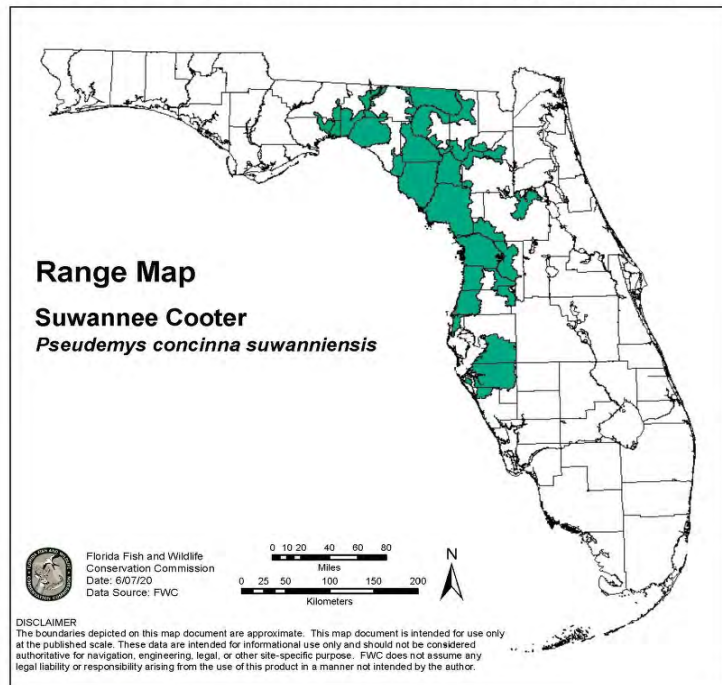 Range Map
Suwannee Cooter
Pseudemys concinna suwanniensis
Florida Fish and Wildlife
Conservation Commission
Date: 6/07/20
Data Source: FWC
0 10 20 40 60 80
Miles
0 25 50 100 150 200
Kilometers
N
DISCLAIMER
The boundaries depicted on this map document are approximate. This map document is intended for use only
at the published scale. These data are intended for informational use only and should not be considered
authoritative for navigation, engineering, legal, or other site-specific purpose. FWC does not assume any
legal liability or responsibility arising from the use of this product in a manner not intended by the author.